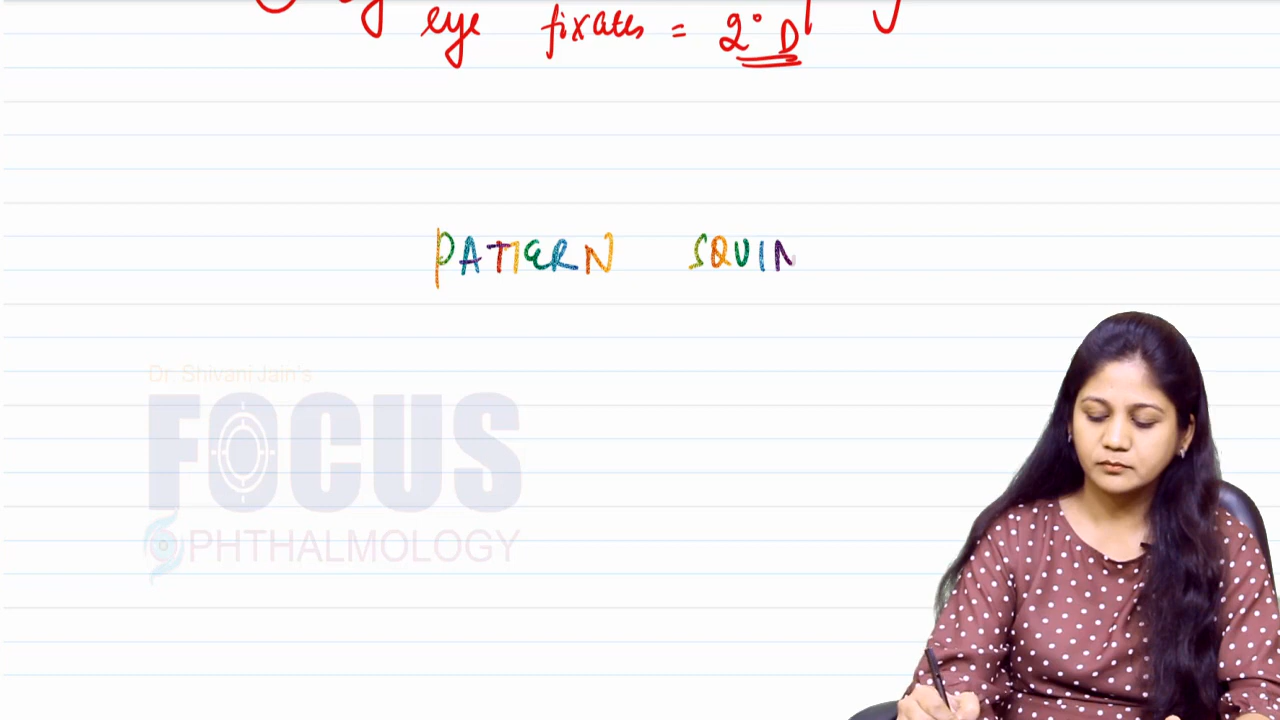 eye fixates = 2° D
PATTERN SQUIN
Dr. Shivani Jain's
FOCUS
OPHTHALMOLOGY